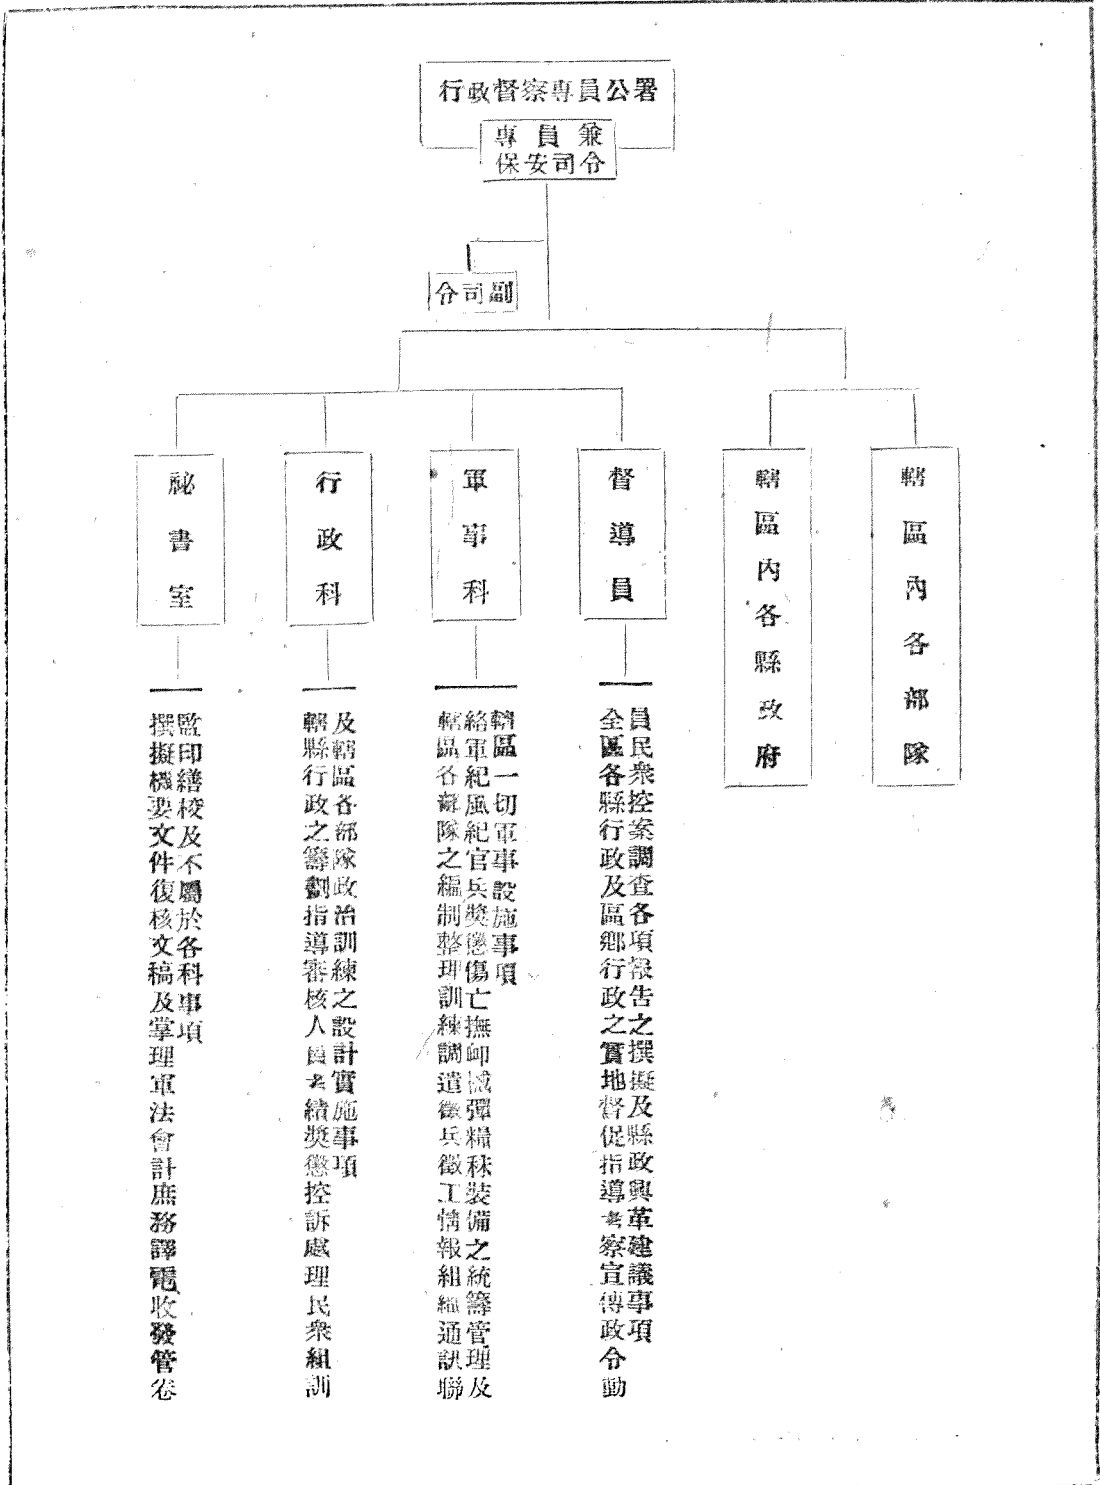 行政督察專員公署
專員兼
保安司令
副司令
祕書室
行政科
軍事科
督導員
轄區內各縣政府
轄區內各部隊
撰擬機要文件復核文稿及掌理軍法會計庶務譯電收發管卷
監印繕校及不屬於各科事項
轄縣行政之籌劃指導審核人員考績獎懲控訴處理民衆組訓
及轄區各部隊政治訓練之設計實施事項
轄區各部隊之編制整理訓練調遣徵兵徵工情報組織通訊聯
絡軍紀風紀官兵獎懲傷亡撫卹械彈糧秣裝備之統籌管理及
轄區一切軍事設施事項
全區各縣行政及區鄉行政之實地督促指導考察宣傳政令動
員民衆控案調查各項報告之撰擬及縣政興革建議事項